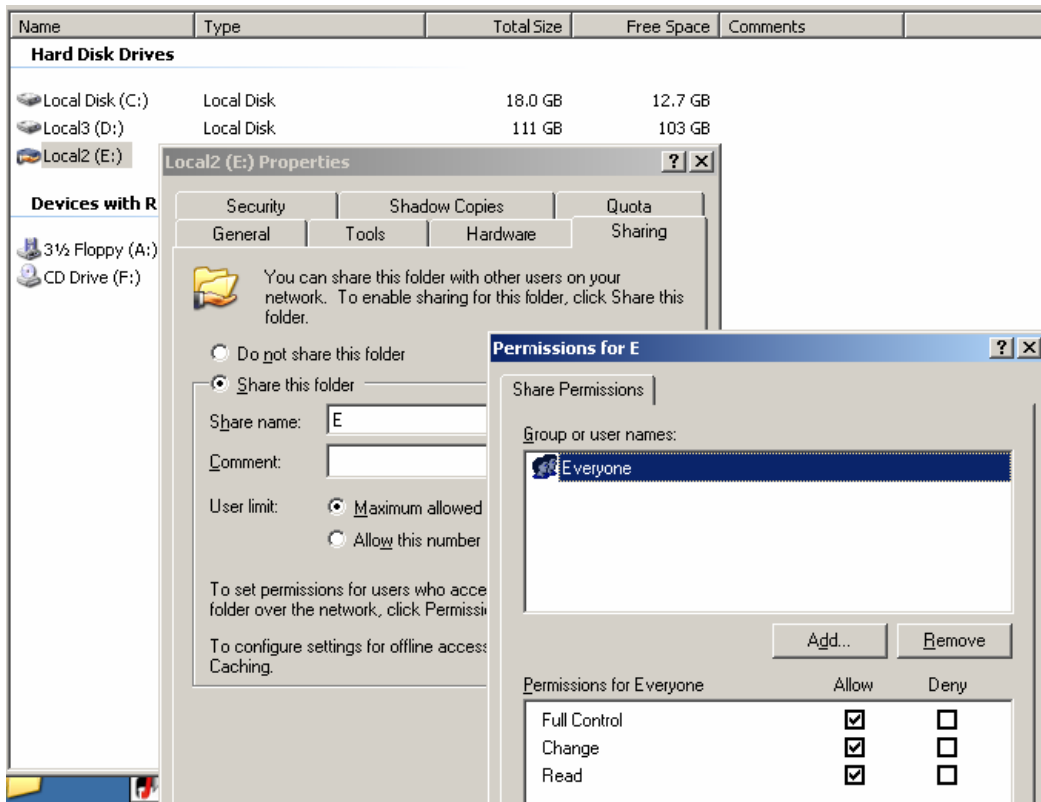 Name Type Total Size Free Space Comments
Hard Disk Drives
Local Disk (C:) Local Disk 18.0 GB 12.7 GB
Local3 (D:) Local Disk 111 GB 103 GB
Local2 (E:)
Devices with R
3½ Floppy (A:)
CD Drive (F:)
Local2 (E:) Properties
Security Shadow Copies Quota
General Tools Hardware Sharing
You can share this folder with other users on your
network. To enable sharing for this folder, click Share this
folder.
Do not share this folder
Share this folder
Share name: E
Comment:
User limit: Maximum allowed
Allow this number
To set permissions for users who acce
folder over the network, click Permissi
To configure settings for offline access
Caching.
Permissions for E
Share Permissions
Group or user names:
Everyone
Add... Remove
Permissions for Everyone Allow Deny
Full Control
Change
Read